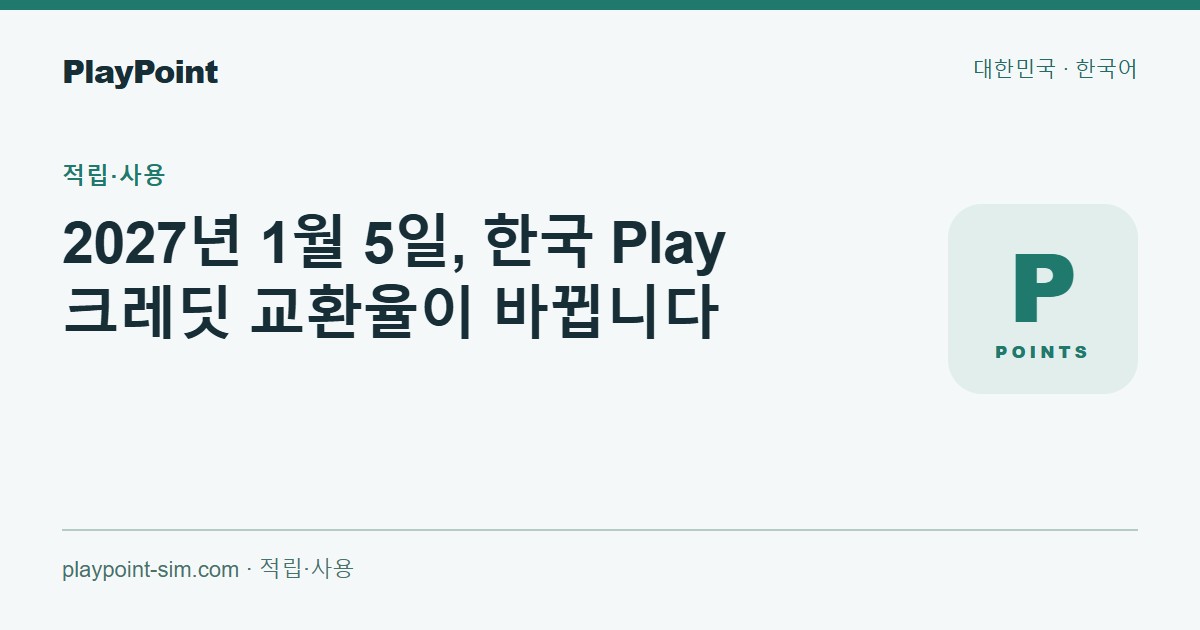 PlayPoint
대한민국 · 한국어
적립·사용
2027년 1월 5일, 한국 Play
크레딧 교환율이 바뀝니다
P
POINTS
playpoint-sim.com · 적립·사용